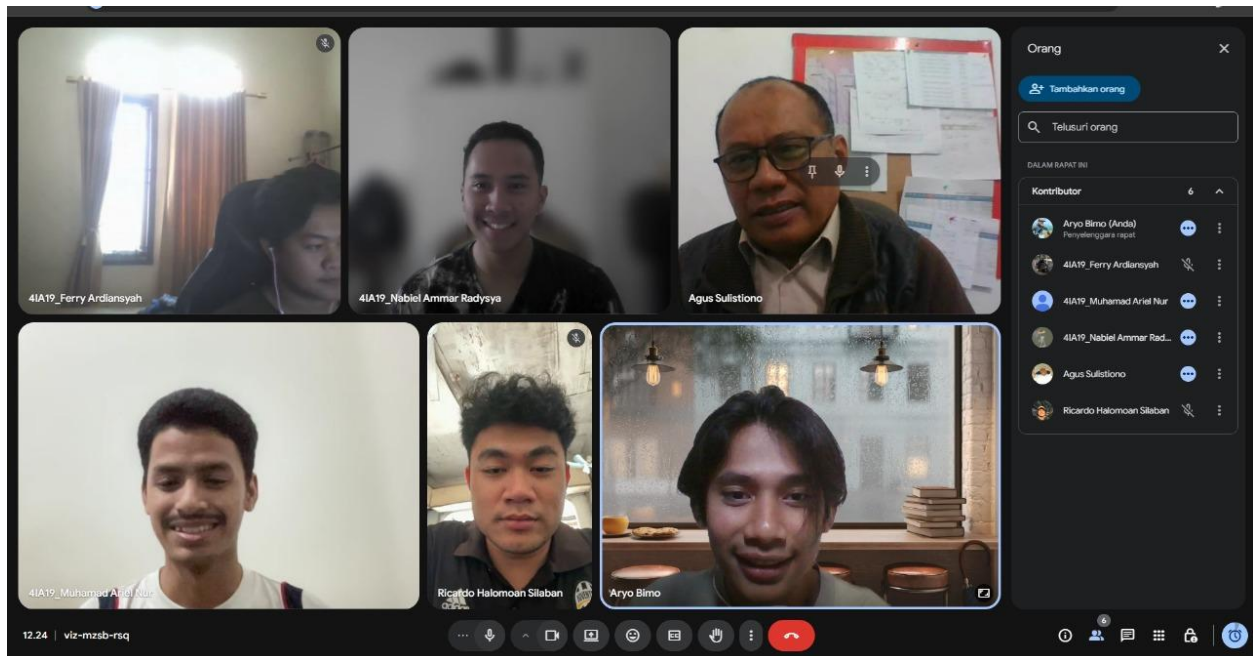 4IA19_Ferry Ardiansyah
4IA19_Nabiel Ammar Radysya
Agus Sulistiono
4IA19_Muhamad Ariel Nur
Ricardo Halomoan Silaban
Aryo Bimo
Orang
Tambahkan orang
Telusuri orang
DALAM RAPAT INI
Kontributor 6
Aryo Bimo (Anda)
Penyelenggara rapat
4IA19_Ferry Ardiansyah
4IA19_Muhamad Ariel Nur
4IA19_Nabiel Ammar Rad...
Agus Sulistiono
Ricardo Halomoan Silaban
12.24 | viz-mzsb-rsq
6